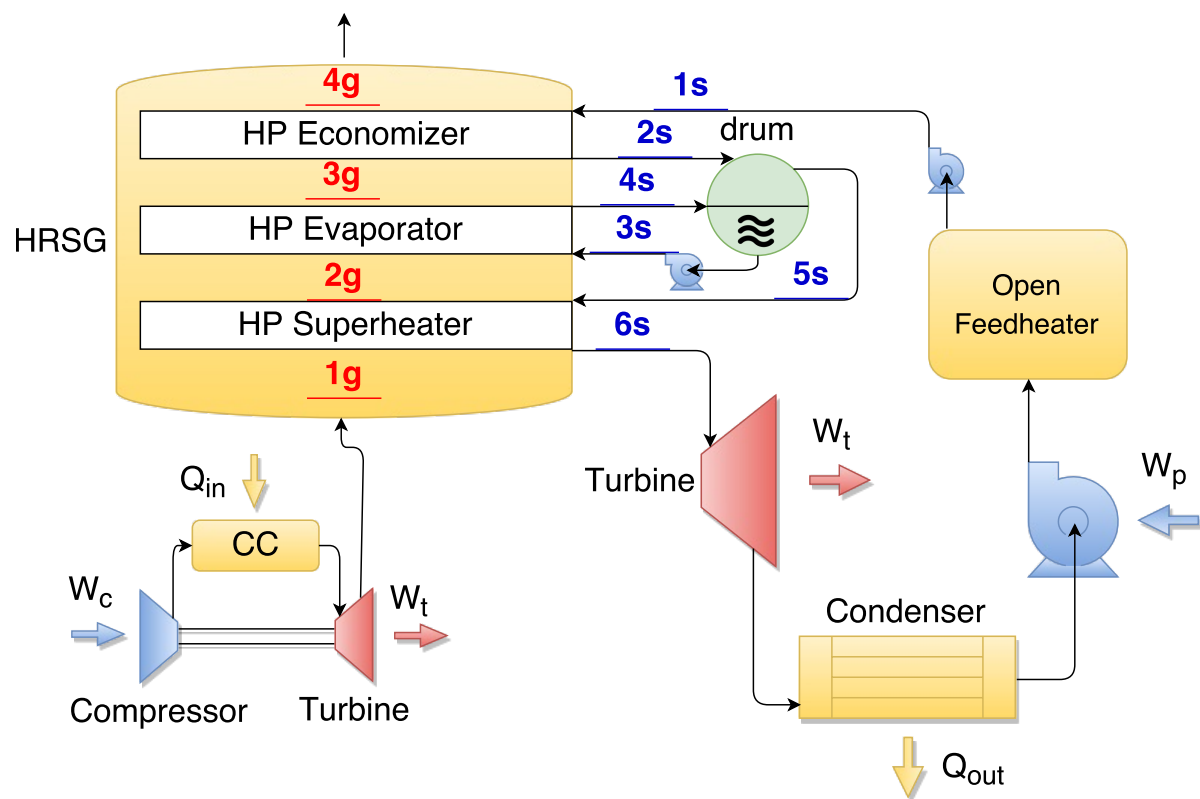 4g
1s
HP Economizer
drum
2s
3g
4s
HRSG
HP Evaporator
3s
2g
5s
Open
Feedheater
HP Superheater
6s
1g
Wt
Turbine
Wp
Qin
CC
Wc
Wt
Condenser
Compressor
Turbine
Qout